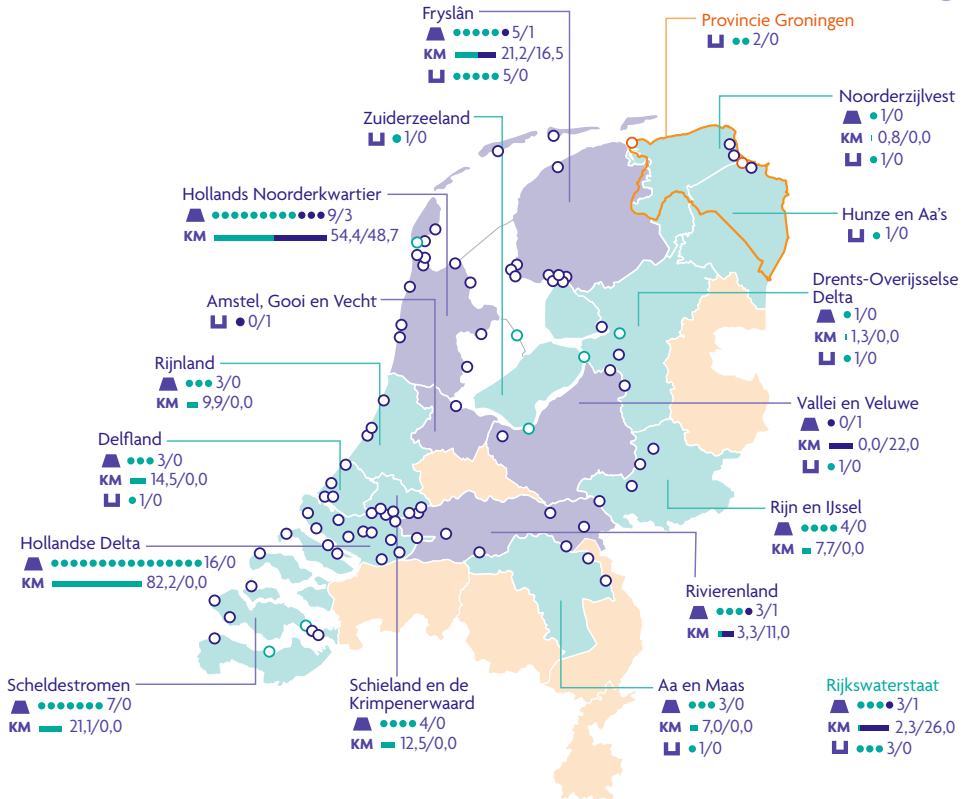 Fryslân
5/1
KM 21,2/16,5
5/0
Provincie Groningen
2/0
Zuiderzeeland
1/0
Noorderzijlvest
1/0
KM 0,8/0,0
1/0
Hollands Noorderkwartier
9/3
KM 54,4/48,7
Hunze en Aa's
1/0
Amstel, Gooi en Vecht
0/1
Drents-Overijsselse
Delta
1/0
KM 1,3/0,0
1/0
Rijnland
3/0
KM 9,9/0,0
Vallei en Veluwe
0/1
KM 0,0/22,0
1/0
Delfland
3/0
KM 14,5/0,0
1/0
Rijn en IJssel
4/0
KM 7,7/0,0
Hollandse Delta
16/0
KM 82,2/0,0
Rivierenland
3/1
KM 3,3/11,0
Scheldestromen
7/0
KM 21,1/0,0
Schieland en de
Krimpenerwaard
4/0
KM 12,5/0,0
Aa en Maas
3/0
KM 7,0/0,0
1/0
Rijkswaterstaat
3/1
KM 2,3/26,0
3/0